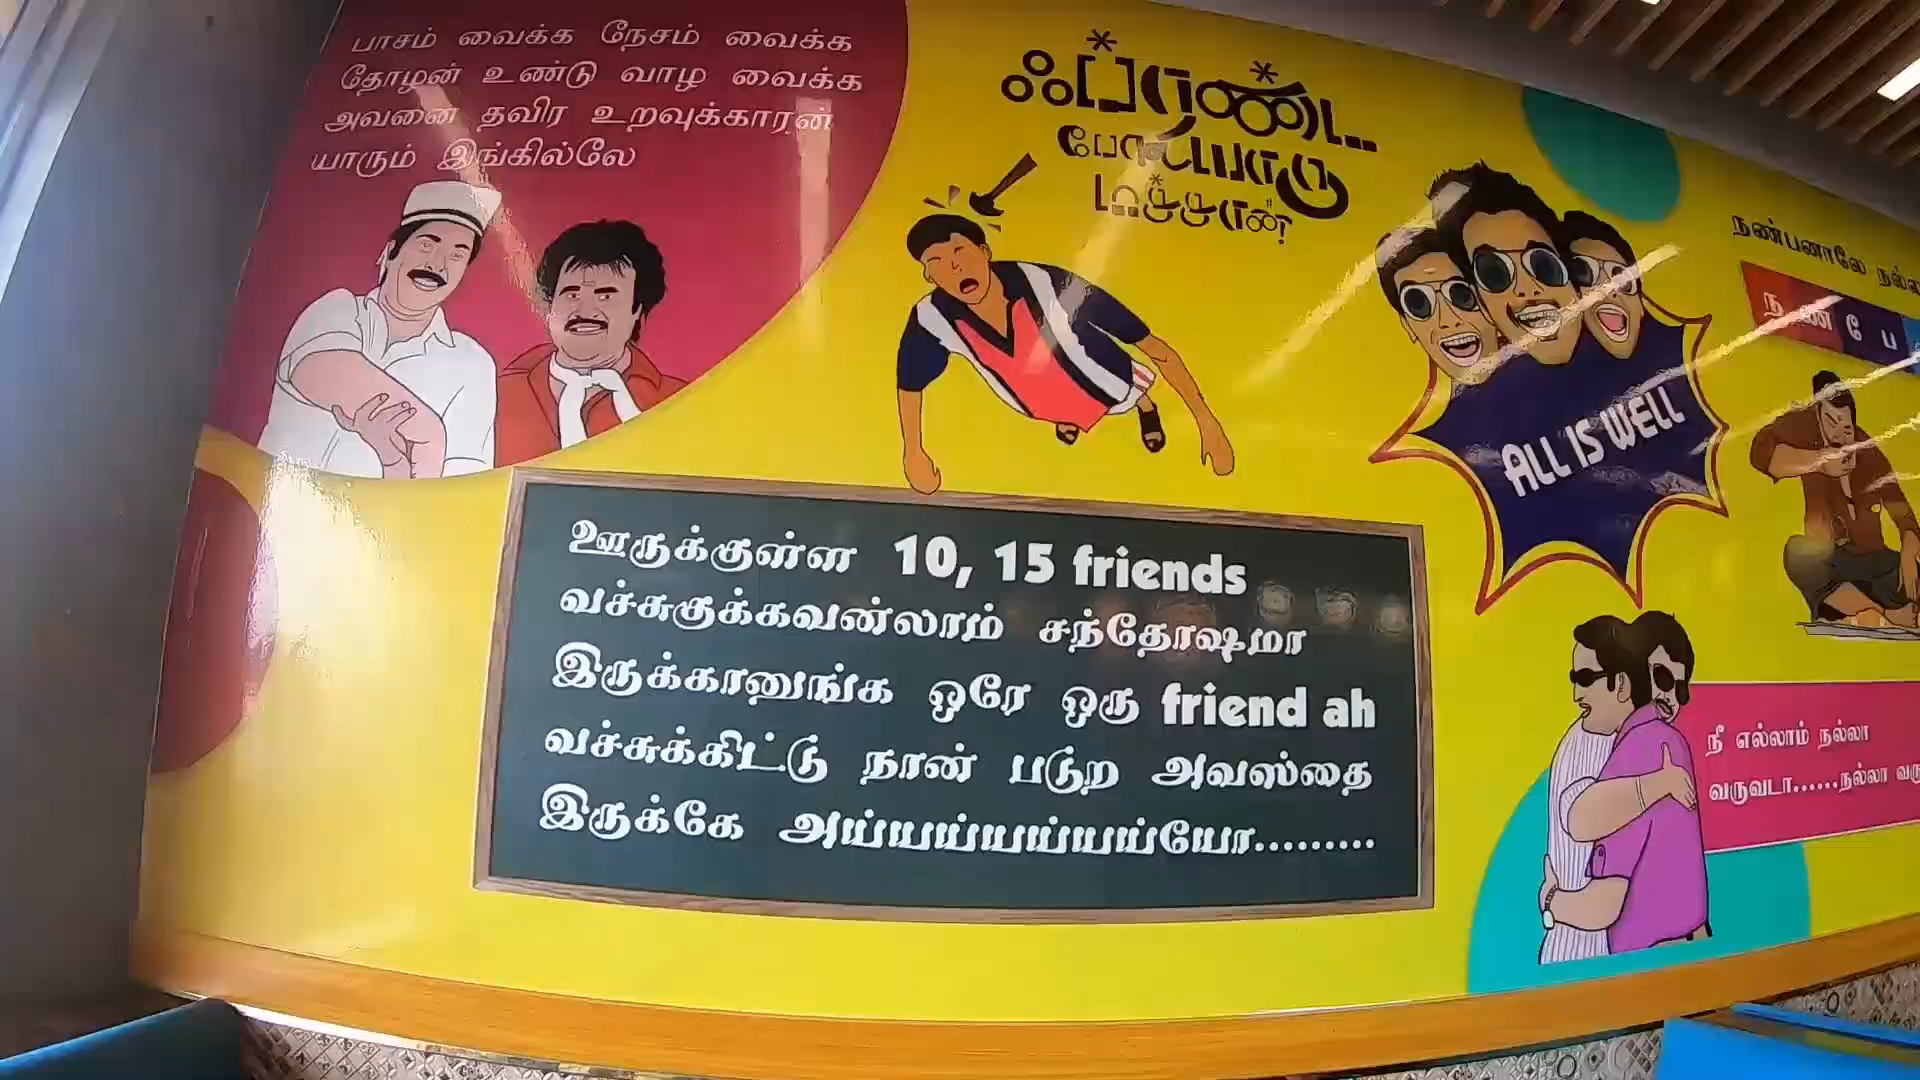 பாசம் வைக்க நேசம் வைக்க
தோழன் உண்டு வாழ வைக்க
அவனை தவிர உறவுக்காரன்
யாரும் இங்கில்லே
ஃப்ரண்ட..
போட்டியாரு
மச்சான்!
ALL IS WELL
நண்பனாலே
ஊருக்குள்ள 10, 15 friends
வச்சுகுக்கவன்லாம் சந்தோஷமா
இருக்கானுங்க ஒரே ஒரு friend ah
வச்சுக்கிட்டு நான் படுற அவஸ்தை
இருக்கே அய்யய்யய்யய்யோ.........
நீ எல்லாம் நல்லா
வருவடா......நல்லா